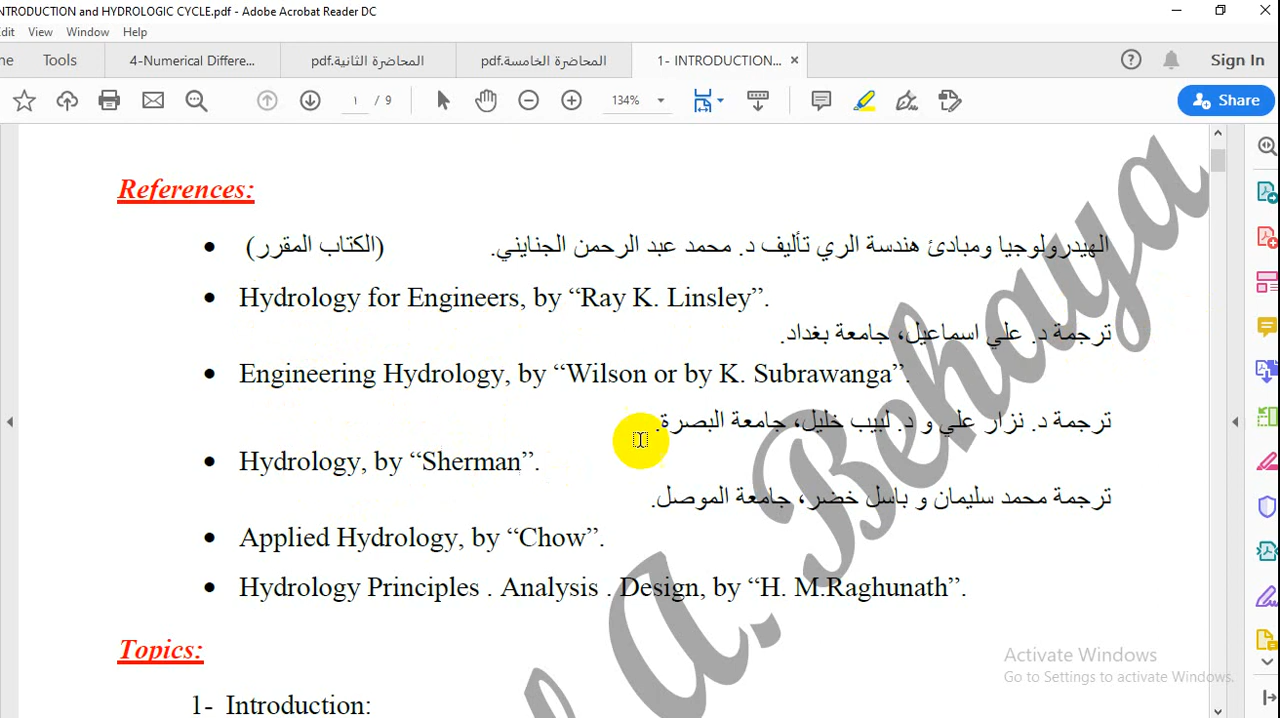 NTRODUCTION and HYDROLOGIC CYCLE.pdf - Adobe Acrobat Reader DC
dit View Window Help
ne Tools 4-Numerical Differe... المحاضرة الثانية.pdf المحاضرة الخامسة.pdf 1- INTRODUCTION... × Sign In
١ / 9 134% Share
References:
• الهيدرولوجيا ومبادئ هندسة الري تأليف د. محمد عبد الرحمن الجنايني. (الكتاب المقرر)
• Hydrology for Engineers, by “Ray K. Linsley”.
ترجمة د. علي اسماعيل، جامعة بغداد.
• Engineering Hydrology, by “Wilson or by K. Subrawanga”.
ترجمة د. نزار علي و د. لبيب خليل، جامعة البصرة.
• Hydrology, by “Sherman”.
ترجمة محمد سليمان و باسل خضر، جامعة الموصل.
• Applied Hydrology, by “Chow”.
• Hydrology Principles . Analysis . Design, by “H. M.Raghunath”.
Topics:
1- Introduction:
A. Behaya
Activate Windows
Go to Settings to activate Windows.